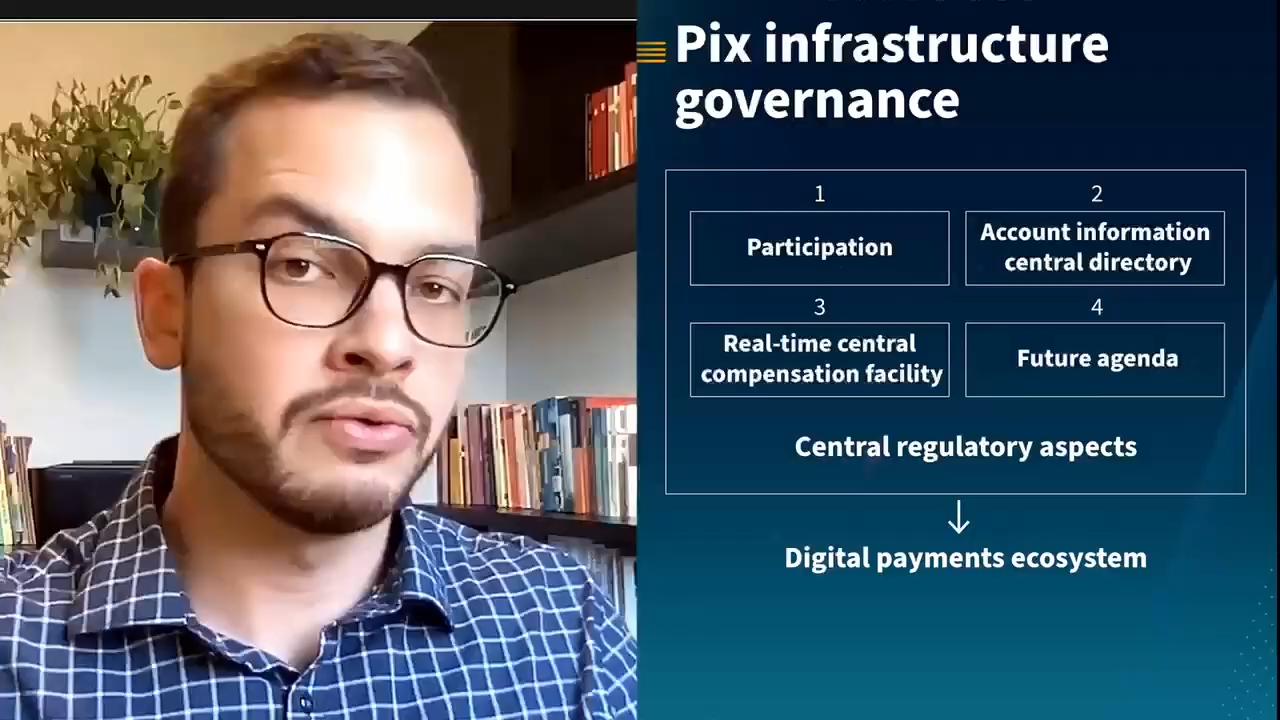 Pix infrastructure
governance
1
Participation
2
Account information
central directory
3
Real-time central
compensation facility
4
Future agenda
Central regulatory aspects
Digital payments ecosystem